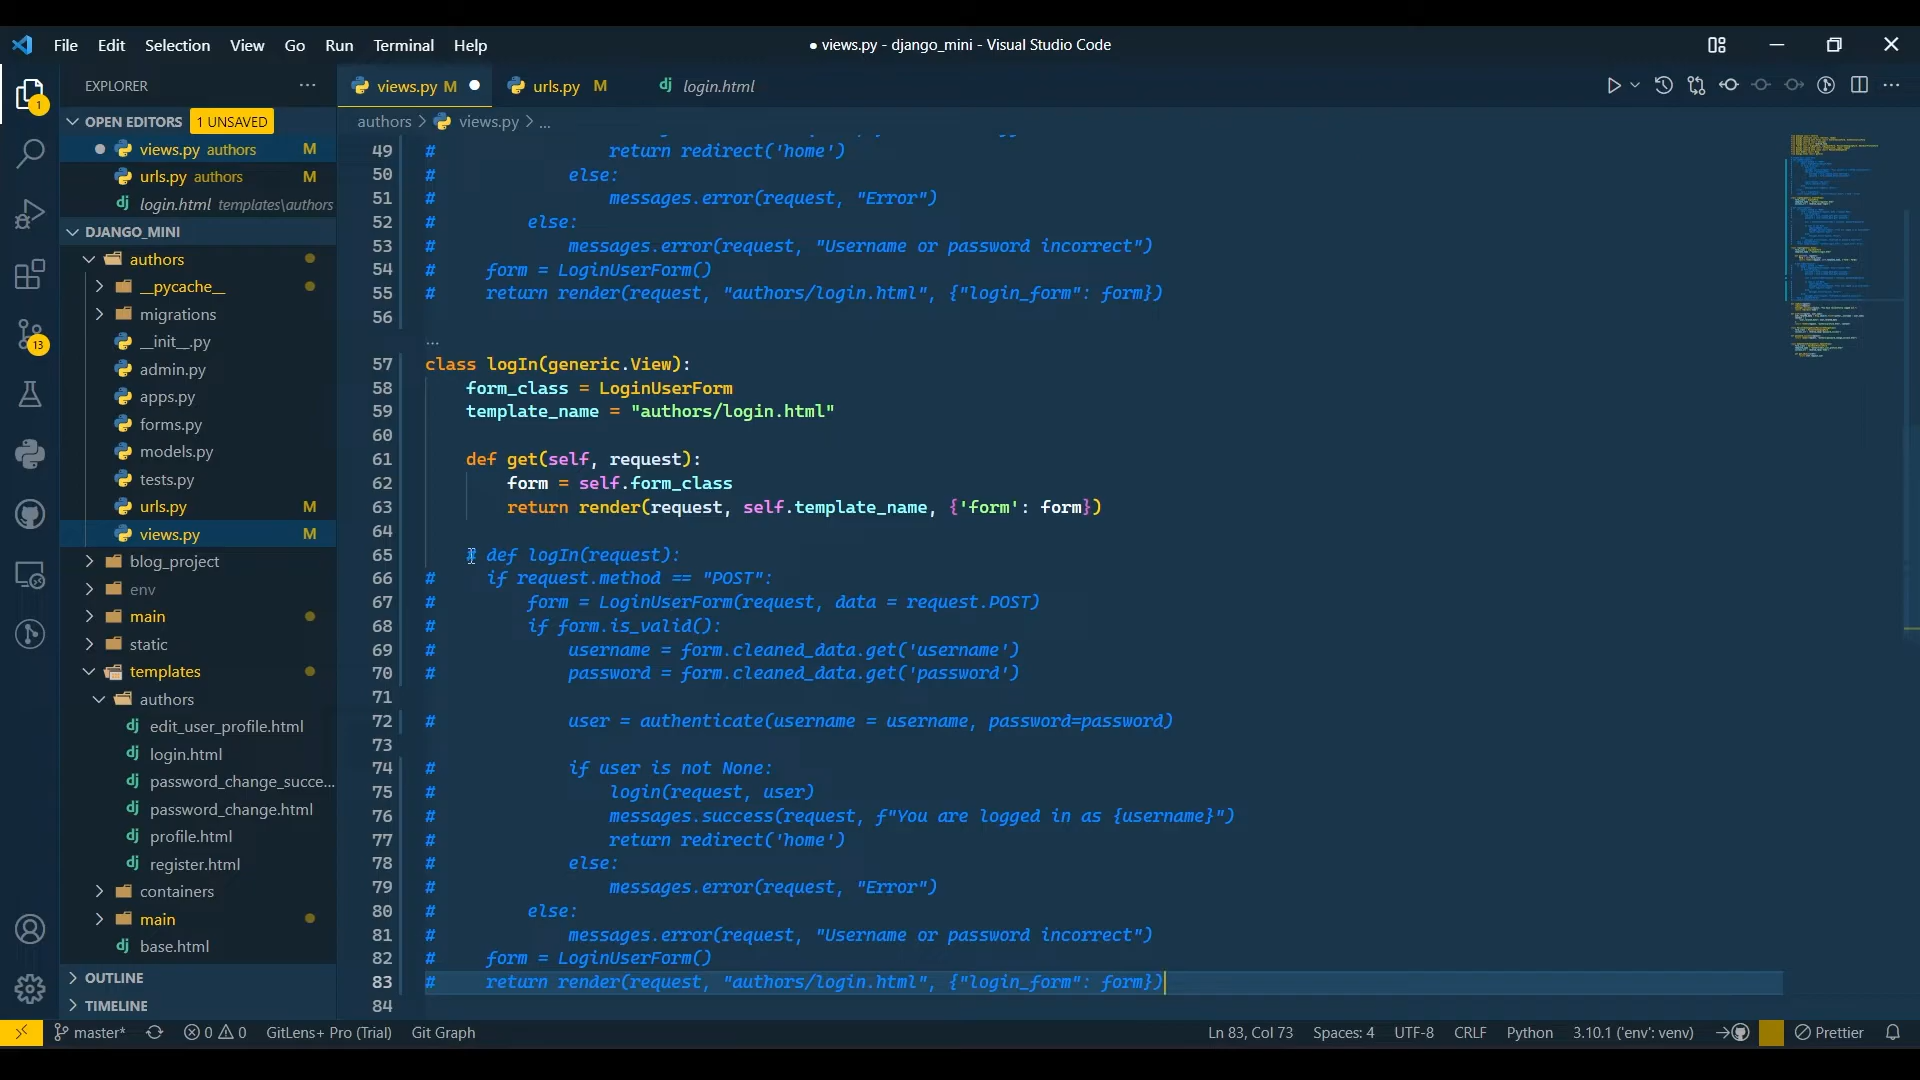 File Edit Selection View Go Run Terminal Help
● views.py - django_mini - Visual Studio Code
EXPLORER ···
views.py M ●
urls.py M
dj login.html
OPEN EDITORS 1 UNSAVED
authors > views.py > ...
● views.py authors M
urls.py authors M
dj login.html templates\authors
DJANGO_MINI
authors
__pycache__
migrations
__init__.py
admin.py
apps.py
forms.py
models.py
tests.py
urls.py M
views.py M
blog_project
env
main
static
templates
authors
dj edit_user_profile.html
dj login.html
dj password_change_succe...
dj password_change.html
dj profile.html
dj register.html
containers
main
dj base.html
OUTLINE
TIMELINE
1
13
49 #                 return redirect('home')
50 #             else:
51 #                 messages.error(request, "Error")
52 #         else:
53 #             messages.error(request, "Username or password incorrect")
54 #     form = LoginUserForm()
55 #     return render(request, "authors/login.html", {"login_form": form})
56
...
57 class logIn(generic.View):
58     form_class = LoginUserForm
59     template_name = "authors/login.html"
60
61     def get(self, request):
62         form = self.form_class
63         return render(request, self.template_name, {'form': form})
64
65     # def logIn(request):
66 #     if request.method == "POST":
67 #         form = LoginUserForm(request, data = request.POST)
68 #         if form.is_valid():
69 #             username = form.cleaned_data.get('username')
70 #             password = form.cleaned_data.get('password')
71
72 #             user = authenticate(username = username, password=password)
73
74 #             if user is not None:
75 #                 login(request, user)
76 #                 messages.success(request, f"You are logged in as {username}")
77 #                 return redirect('home')
78 #             else:
79 #                 messages.error(request, "Error")
80 #         else:
81 #             messages.error(request, "Username or password incorrect")
82 #     form = LoginUserForm()
83 #     return render(request, "authors/login.html", {"login_form": form})
84
master* 0 0 GitLens+ Pro (Trial) Git Graph Ln 83, Col 73 Spaces: 4 UTF-8 CRLF Python 3.10.1 ('env': venv) Prettier